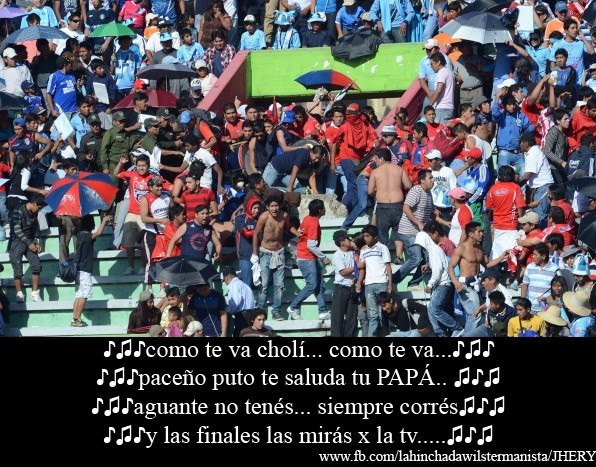 ♪♫♪como te va cholí... como te va...♪♫♪
♪♫♪paceño puto te saluda tu PAPÁ.. ♫♪♫
♪♫♪aguante no tenés... siempre corrés♫♪♫
♪♫♪y las finales las mirás x la tv.....♫♪♫
www.fb.com/lahinchadawilstermanista/JHERY